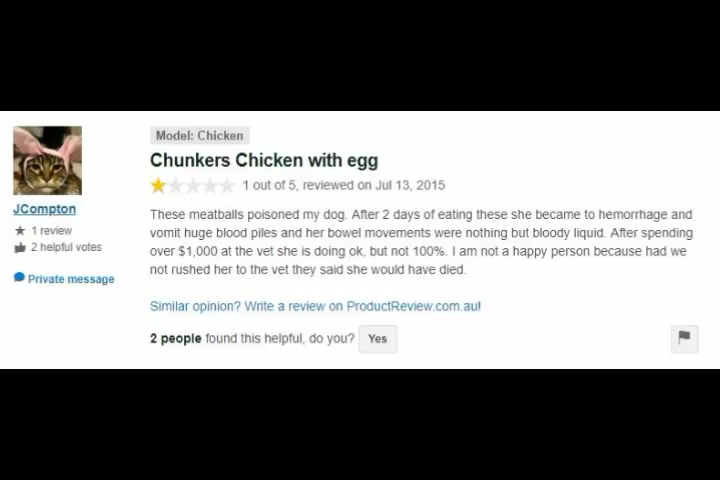 Model: Chicken
Chunkers Chicken with egg
1 out of 5, reviewed on Jul 13, 2015
JCompton
1 review
2 helpful votes
Private message
These meatballs poisoned my dog. After 2 days of eating these she became to hemorrhage and
vomit huge blood piles and her bowel movements were nothing but bloody liquid. After spending
over $1,000 at the vet she is doing ok, but not 100%. I am not a happy person because had we
not rushed her to the vet they said she would have died.
Similar opinion? Write a review on ProductReview.com.au!
2 people found this helpful, do you? Yes